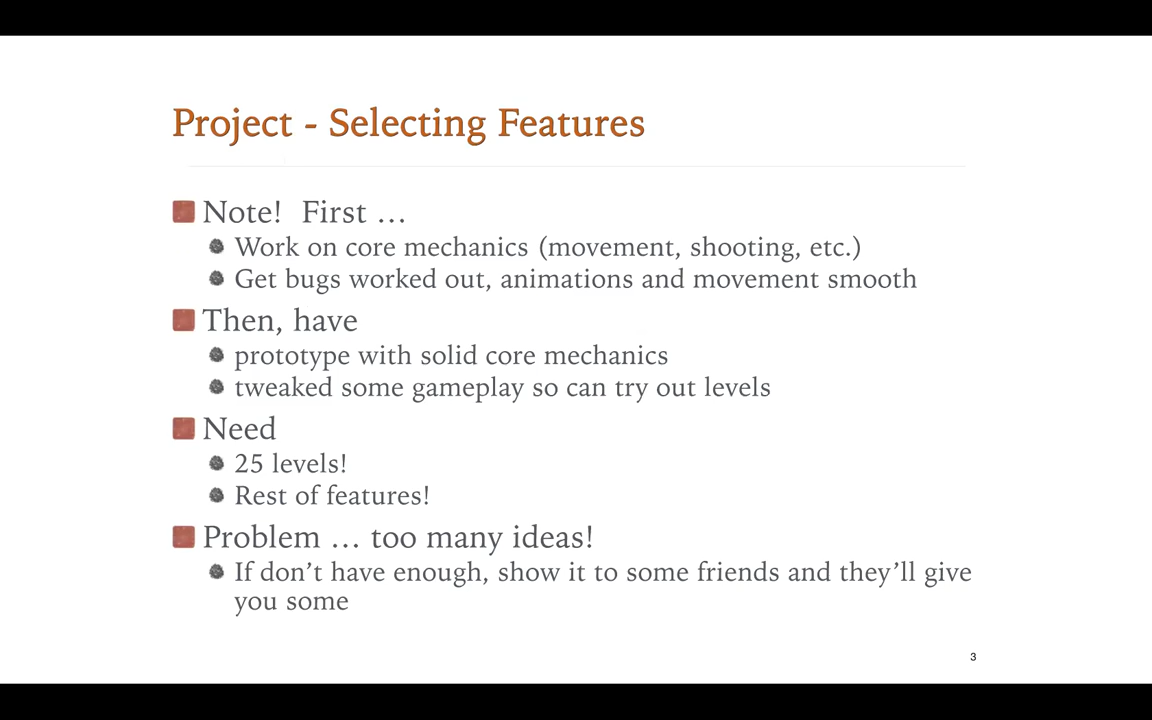 Project - Selecting Features
Note! First …
Work on core mechanics (movement, shooting, etc.)
Get bugs worked out, animations and movement smooth
Then, have
prototype with solid core mechanics
tweaked some gameplay so can try out levels
Need
25 levels!
Rest of features!
Problem … too many ideas!
If don’t have enough, show it to some friends and they’ll give
you some
3